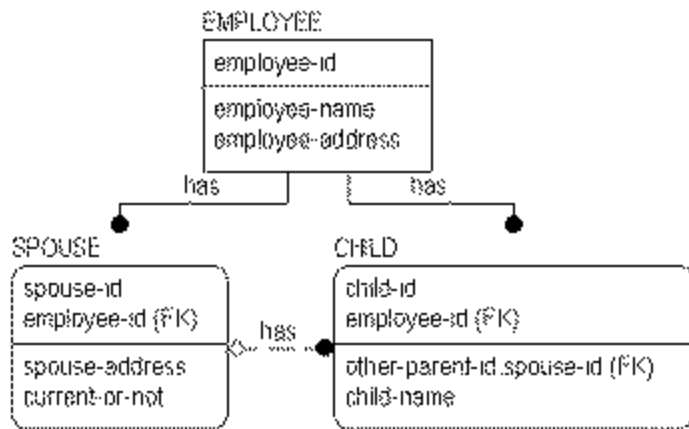 EMPLOYEE
employee-id
employee-name
employee-address
has
has
SPOUSE
spouse-id
employee-id (FK)
spouse-address
current-or-not
has
CHILD
child-id
employee-id (FK)
other-parent-id.spouse-id (FK)
child-name